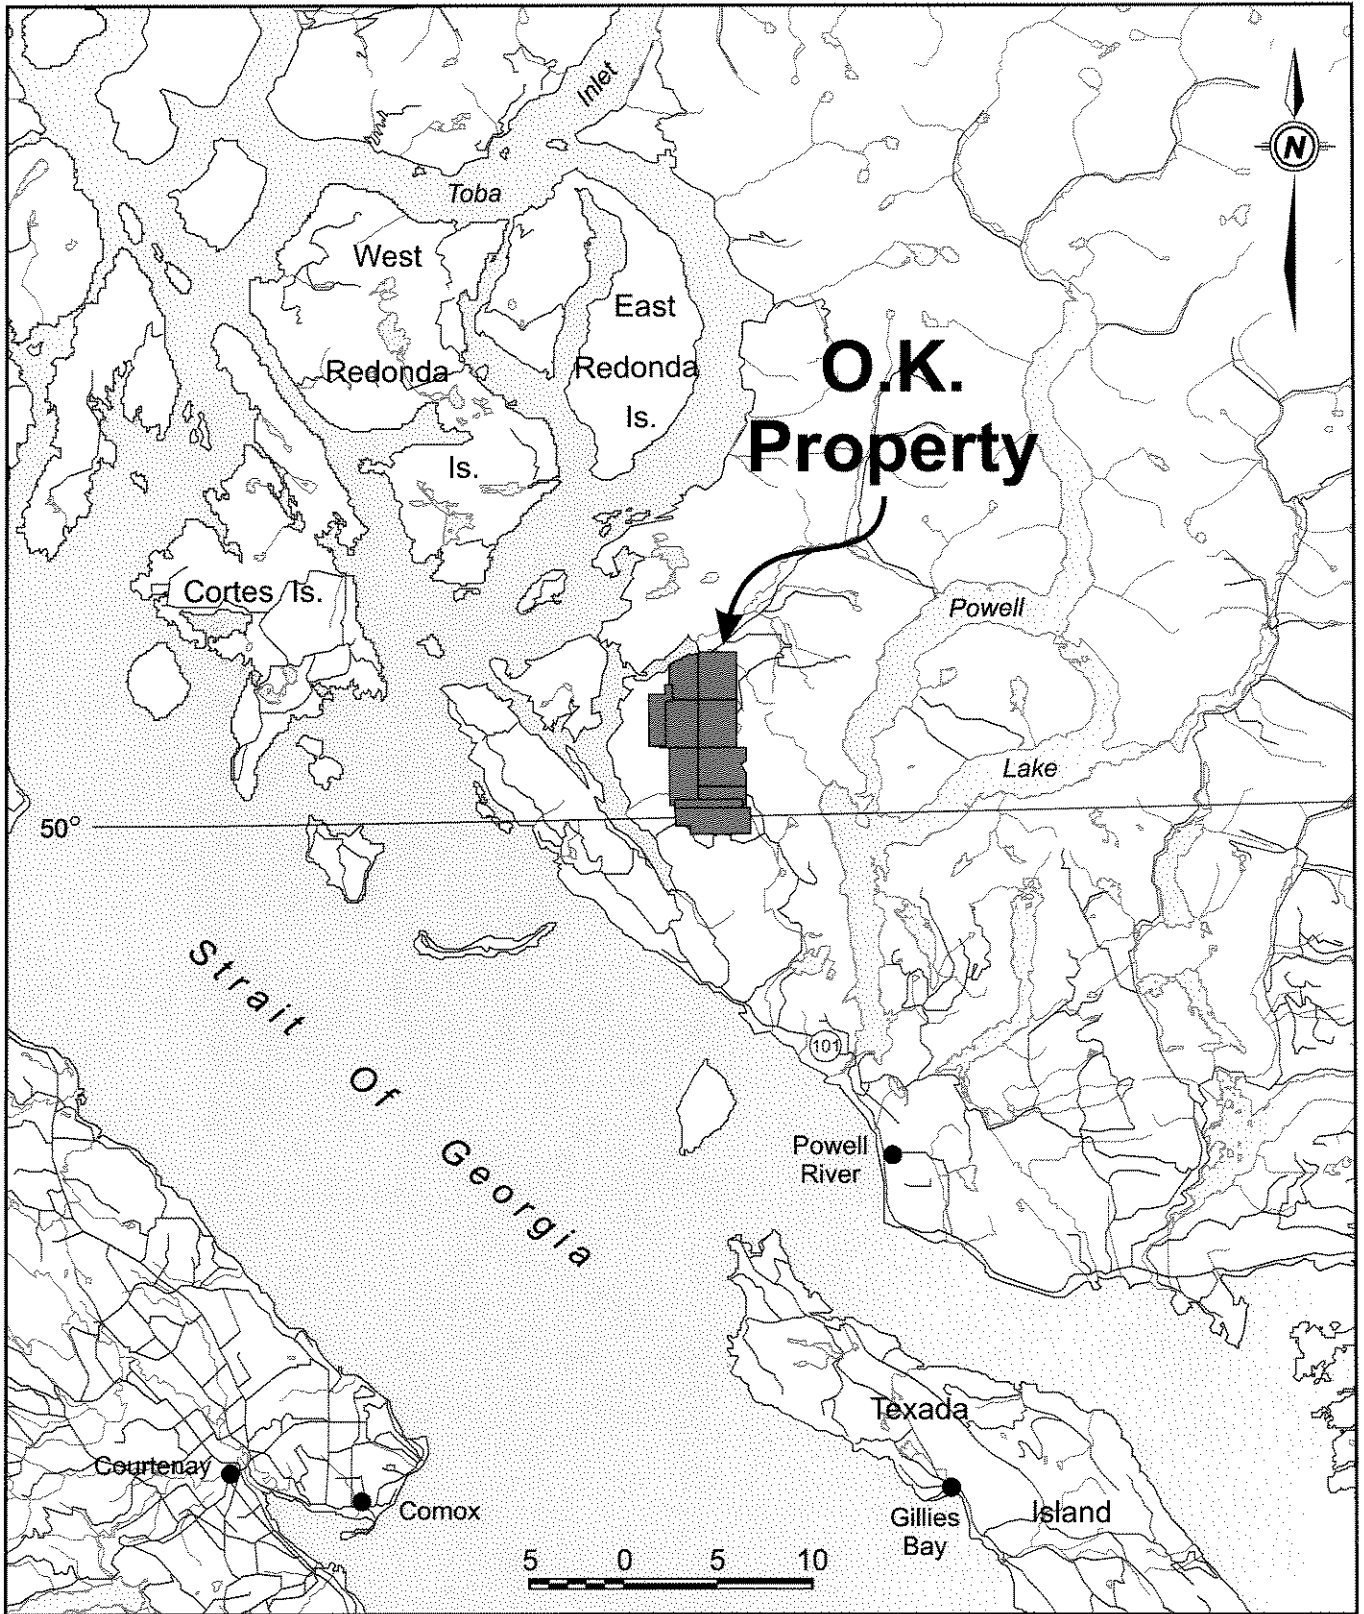 Inlet
N
Toba
West
East
Redonda
Redonda
Is.
Is.
O.K.
Property
Cortes Is.
Powell
Lake
50°
Strait Of Georgia
101
Powell
River
Texada
Island
Courtenay
Comox
Gillies
Bay
5 0 5 10